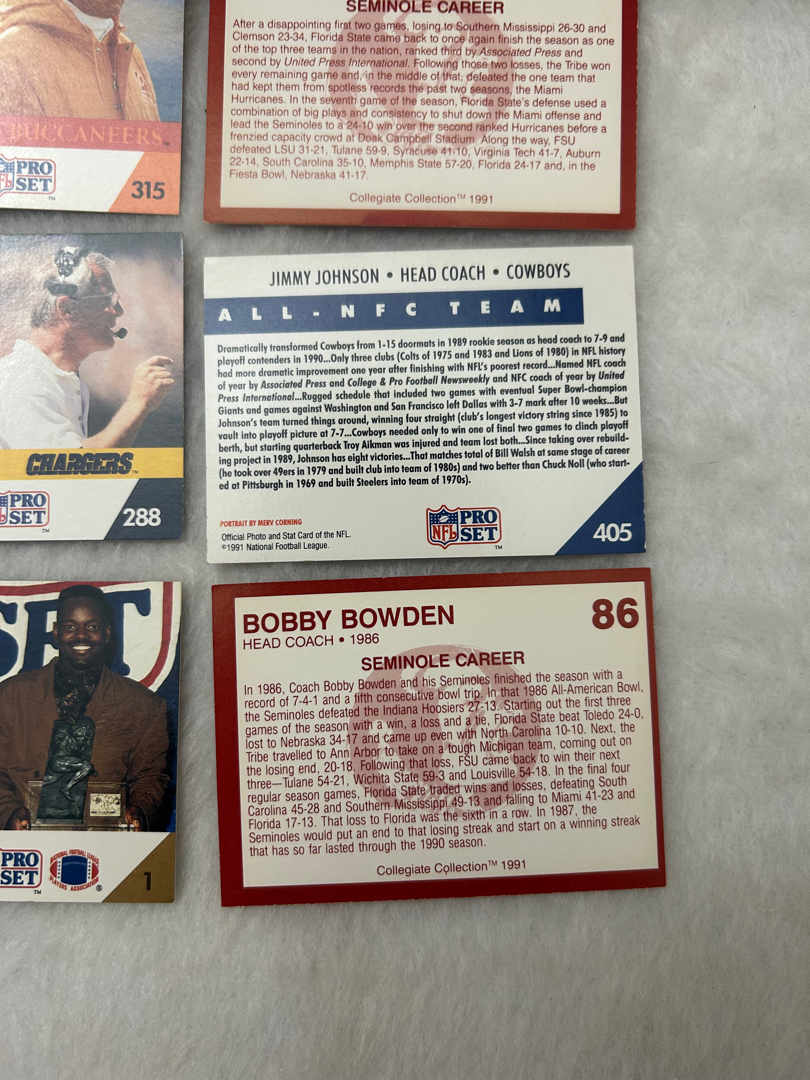 SEMINOLE CAREER
After a disappointing first two games, losing to Southern Mississippi 26-30 and
Clemson 23-34, Florida State came back to once again finish the season as one
of the top three teams in the nation, ranked third by Associated Press and
second by United Press International. Following those two losses, the Tribe won
every remaining game and, in the middle of that, defeated the one team that
had kept them from spotless records the past two seasons, the Miami
Hurricanes. In the seventh game of the season, Florida State's defense used a
combination of big plays and consistency to shut down the Miami offense and
lead the Seminoles to a 24-10 win over the second ranked Hurricanes before a
frenzied capacity crowd at Doak Campbell Stadium. Along the way, FSU
defeated LSU 31-21, Tulane 59-9, Syracuse 41-10, Virginia Tech 41-7, Auburn
22-14, South Carolina 35-10, Memphis State 57-20, Florida 24-17 and, in the
Fiesta Bowl, Nebraska 41-17.
Collegiate Collection™ 1991
BUCCANEERS™
NFL PRO SET™
315
CHARGERS™
NFL PRO SET™
288
JIMMY JOHNSON • HEAD COACH • COWBOYS
ALL-NFC TEAM
Dramatically transformed Cowboys from 1-15 doormats in 1989 rookie season as head coach to 7-9 and
playoff contenders in 1990...Only three clubs (Colts of 1975 and 1983 and Lions of 1980) in NFL history
had more dramatic improvement one year after finishing with NFL's poorest record...Named NFL coach
of year by Associated Press and College & Pro Football Newsweekly and NFC coach of year by United
Press International...Rugged schedule that included two games with eventual Super Bowl-champion
Giants and games against Washington and San Francisco left Dallas with 3-7 mark after 10 weeks...But
Johnson's team turned things around, winning four straight (club's longest victory string since 1985) to
vault into playoff picture at 7-7...Cowboys needed only to win one of final two games to clinch playoff
berth, but starting quarterback Troy Aikman was injured and team lost both...Since taking over rebuild-
ing project in 1989, Johnson has eight victories...That matches total of Bill Walsh at same stage of career
(he took over 49ers in 1979 and built club into team of 1980s) and two better than Chuck Noll (who start-
ed at Pittsburgh in 1969 and built Steelers into team of 1970s).
PORTRAIT BY MERV CORNING
Official Photo and Stat Card of the NFL.
©1991 National Football League.
NFL PRO SET™
405
SET
PRO SET™
NATIONAL FOOTBALL LEAGUE PLAYERS ASSOCIATION ®
1
BOBBY BOWDEN
86
HEAD COACH • 1986
SEMINOLE CAREER
In 1986, Coach Bobby Bowden and his Seminoles finished the season with a
record of 7-4-1 and a fifth consecutive bowl trip. In that 1986 All-American Bowl,
the Seminoles defeated the Indiana Hoosiers 27-13. Starting out the first three
games of the season with a win, a loss and a tie, Florida State beat Toledo 24-0,
lost to Nebraska 34-17 and came up even with North Carolina 10-10. Next, the
Tribe travelled to Ann Arbor to take on a tough Michigan team, coming out on
the losing end, 20-18. Following that loss, FSU came back to win their next
three—Tulane 54-21, Wichita State 59-3 and Louisville 54-18. In the final four
regular season games, Florida State traded wins and losses, defeating South
Carolina 45-28 and Southern Mississippi 49-13 and falling to Miami 41-23 and
Florida 17-13. That loss to Florida was the sixth in a row. In 1987, the
Seminoles would put an end to that losing streak and start on a winning streak
that has so far lasted through the 1990 season.
Collegiate Collection™ 1991